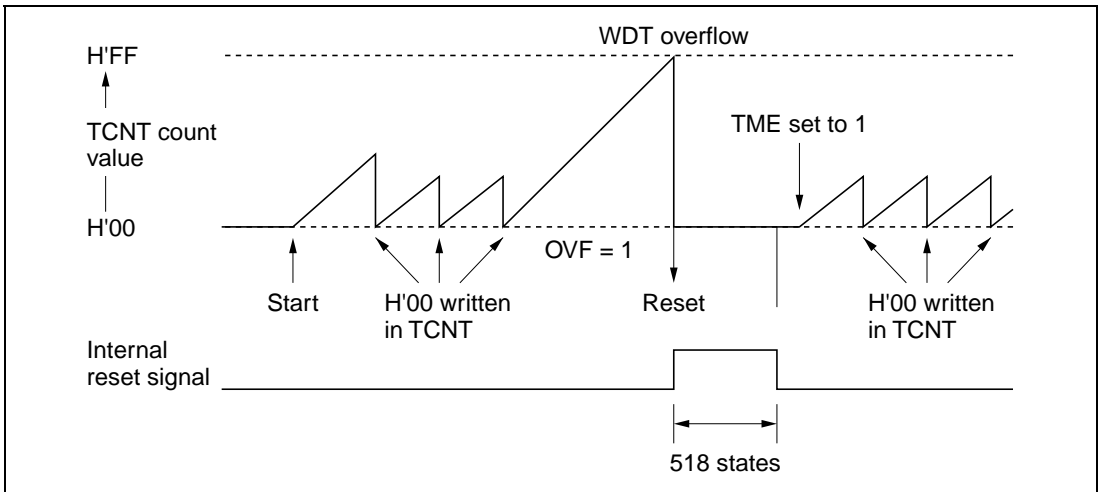 WDT overflow
H'FF
TCNT count
value
TME set to 1
H'00
OVF = 1
Start
H'00 written
in TCNT
Reset
H'00 written
in TCNT
Internal
reset signal
518 states